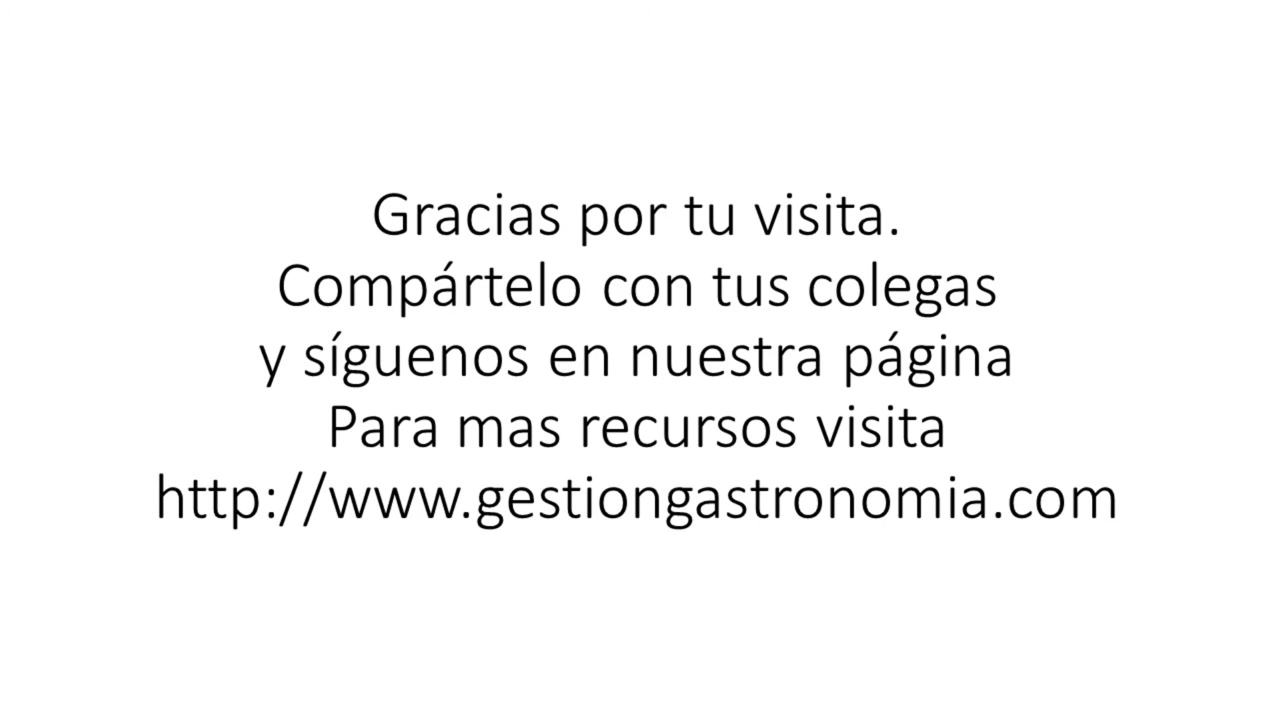 Gracias por tu visita.
Compártelo con tus colegas
y síguenos en nuestra página
Para mas recursos visita
http://www.gestiongastronomia.com